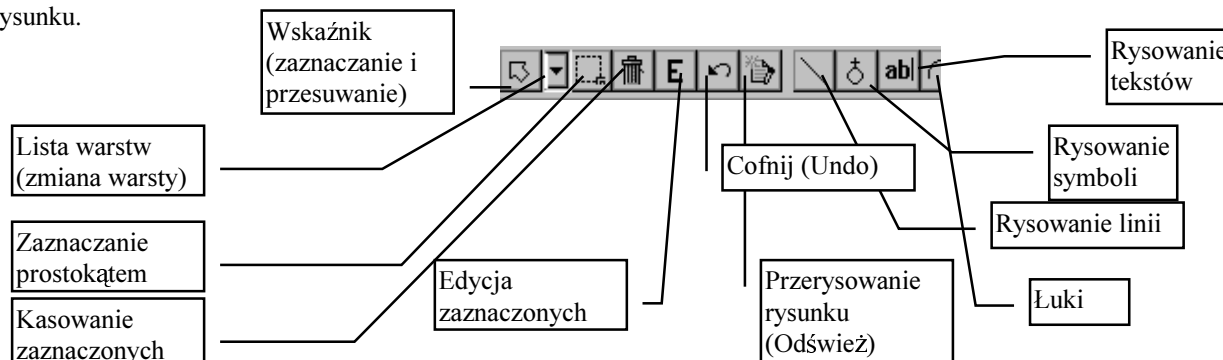 ysunku.
Wskaźnik
(zaznaczanie i
przesuwanie)
E
ab
Rysowanie
tekstów
Lista warstw
(zmiana warsty)
Cofnij (Undo)
Rysowanie
symboli
Rysowanie linii
Zaznaczanie
prostokątem
Edycja
zaznaczonych
Przerysowanie
rysunku
(Odśwież)
Łuki
Kasowanie
zaznaczonych